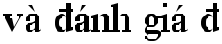 và đánh giá đ